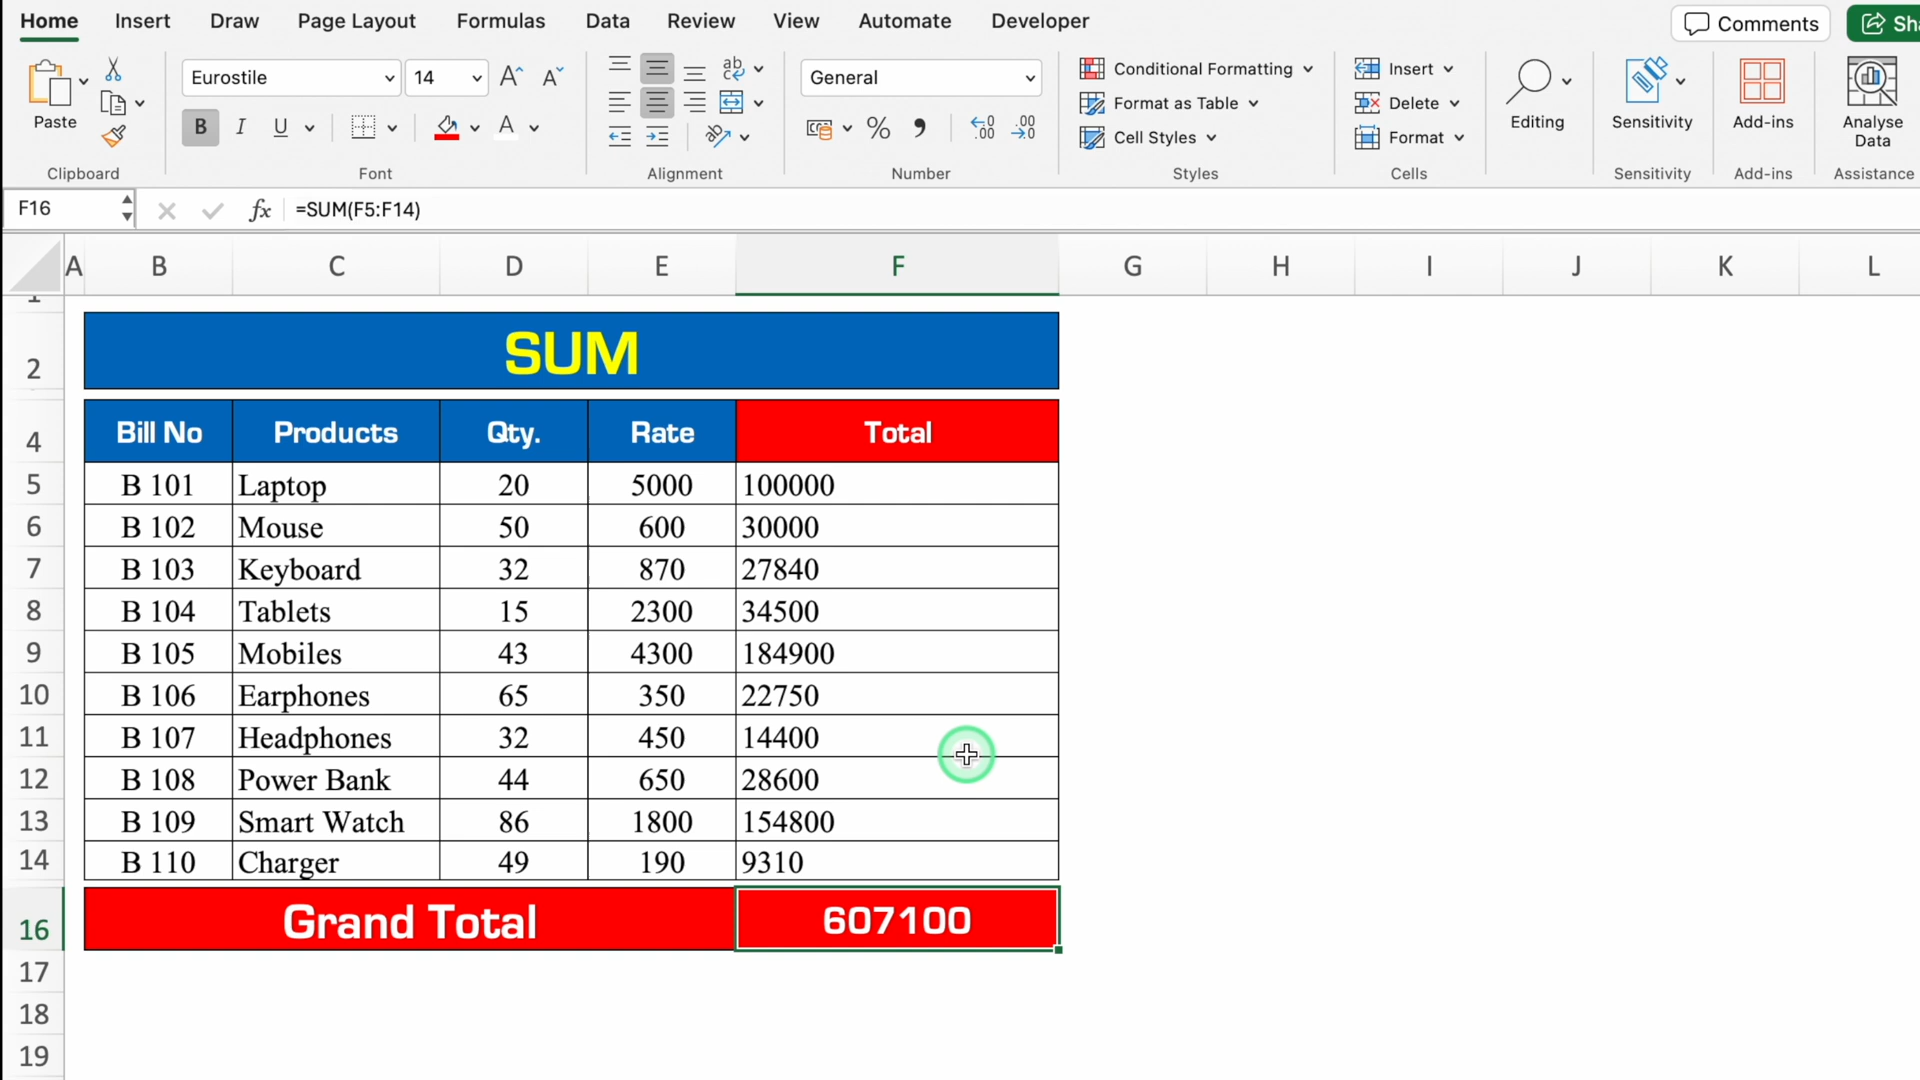 Home Insert Draw Page Layout Formulas Data Review View Automate Developer Comments Sha
Paste
Eurostile 14
General
Conditional Formatting
Format as Table
Cell Styles
Insert
Delete
Format
Editing
Sensitivity
Add-ins
Analyse
Data
B I U A %
Clipboard Font Alignment Number Styles Cells Sensitivity Add-ins Assistance
F16 fx =SUM(F5:F14)
A B C D E F G H I J K L
1
2 SUM
4 Bill No Products Qty. Rate Total
5 B 101 Laptop 20 5000 100000
6 B 102 Mouse 50 600 30000
7 B 103 Keyboard 32 870 27840
8 B 104 Tablets 15 2300 34500
9 B 105 Mobiles 43 4300 184900
10 B 106 Earphones 65 350 22750
11 B 107 Headphones 32 450 14400
12 B 108 Power Bank 44 650 28600
13 B 109 Smart Watch 86 1800 154800
14 B 110 Charger 49 190 9310
16 Grand Total 607100
17
18
19